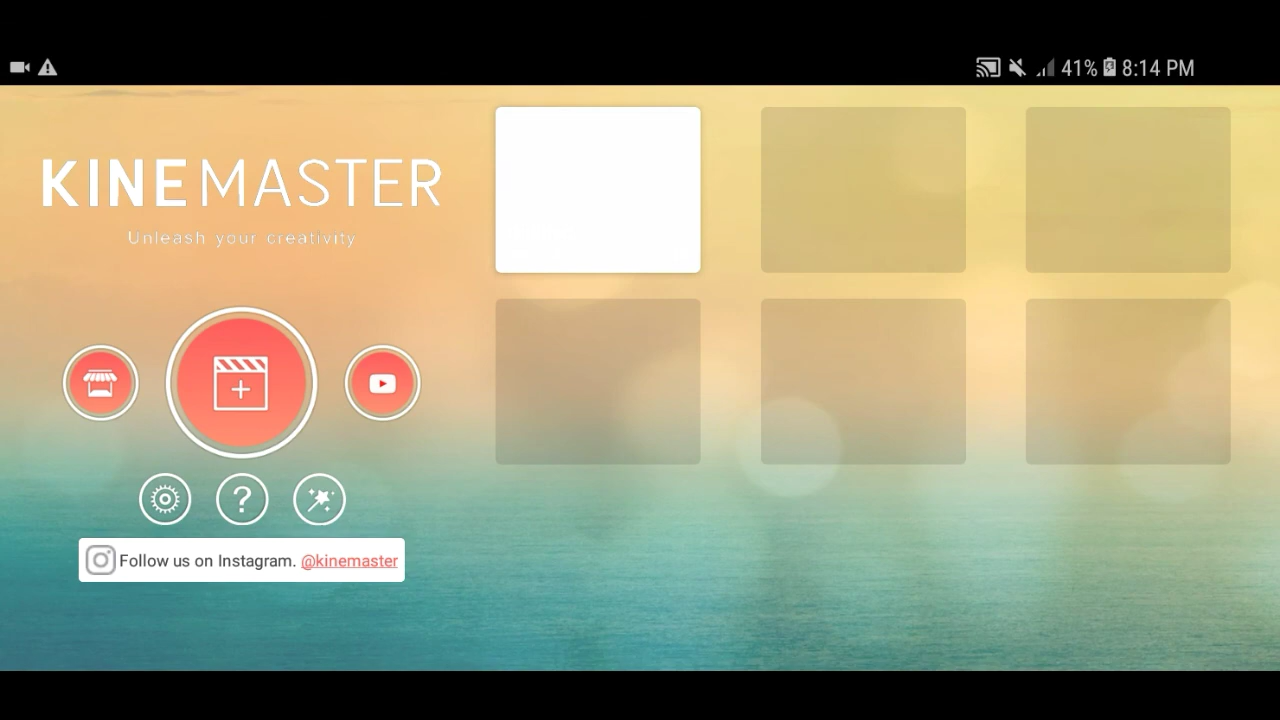 41% 8:14 PM
KINEMASTER
Unleash your creativity
?
Follow us on Instagram. @kinemaster